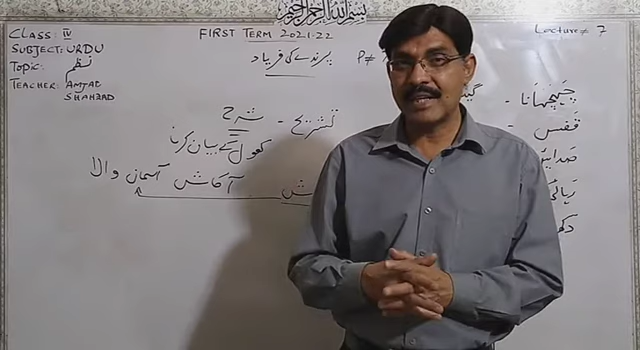 بسم اللہ الرحمن الرحیم
CLASS: IV
FIRST TERM 2021-22
Lecture # 7
SUBJECT: URDU
Topic: نظم
پرندے کی فریاد
P#
TEACHER: AMJAD SHAHZAD
چہچہانا -
تشریح - شرح
قفس -
کھول کے بیان کرنا
آکاش آسمان والا